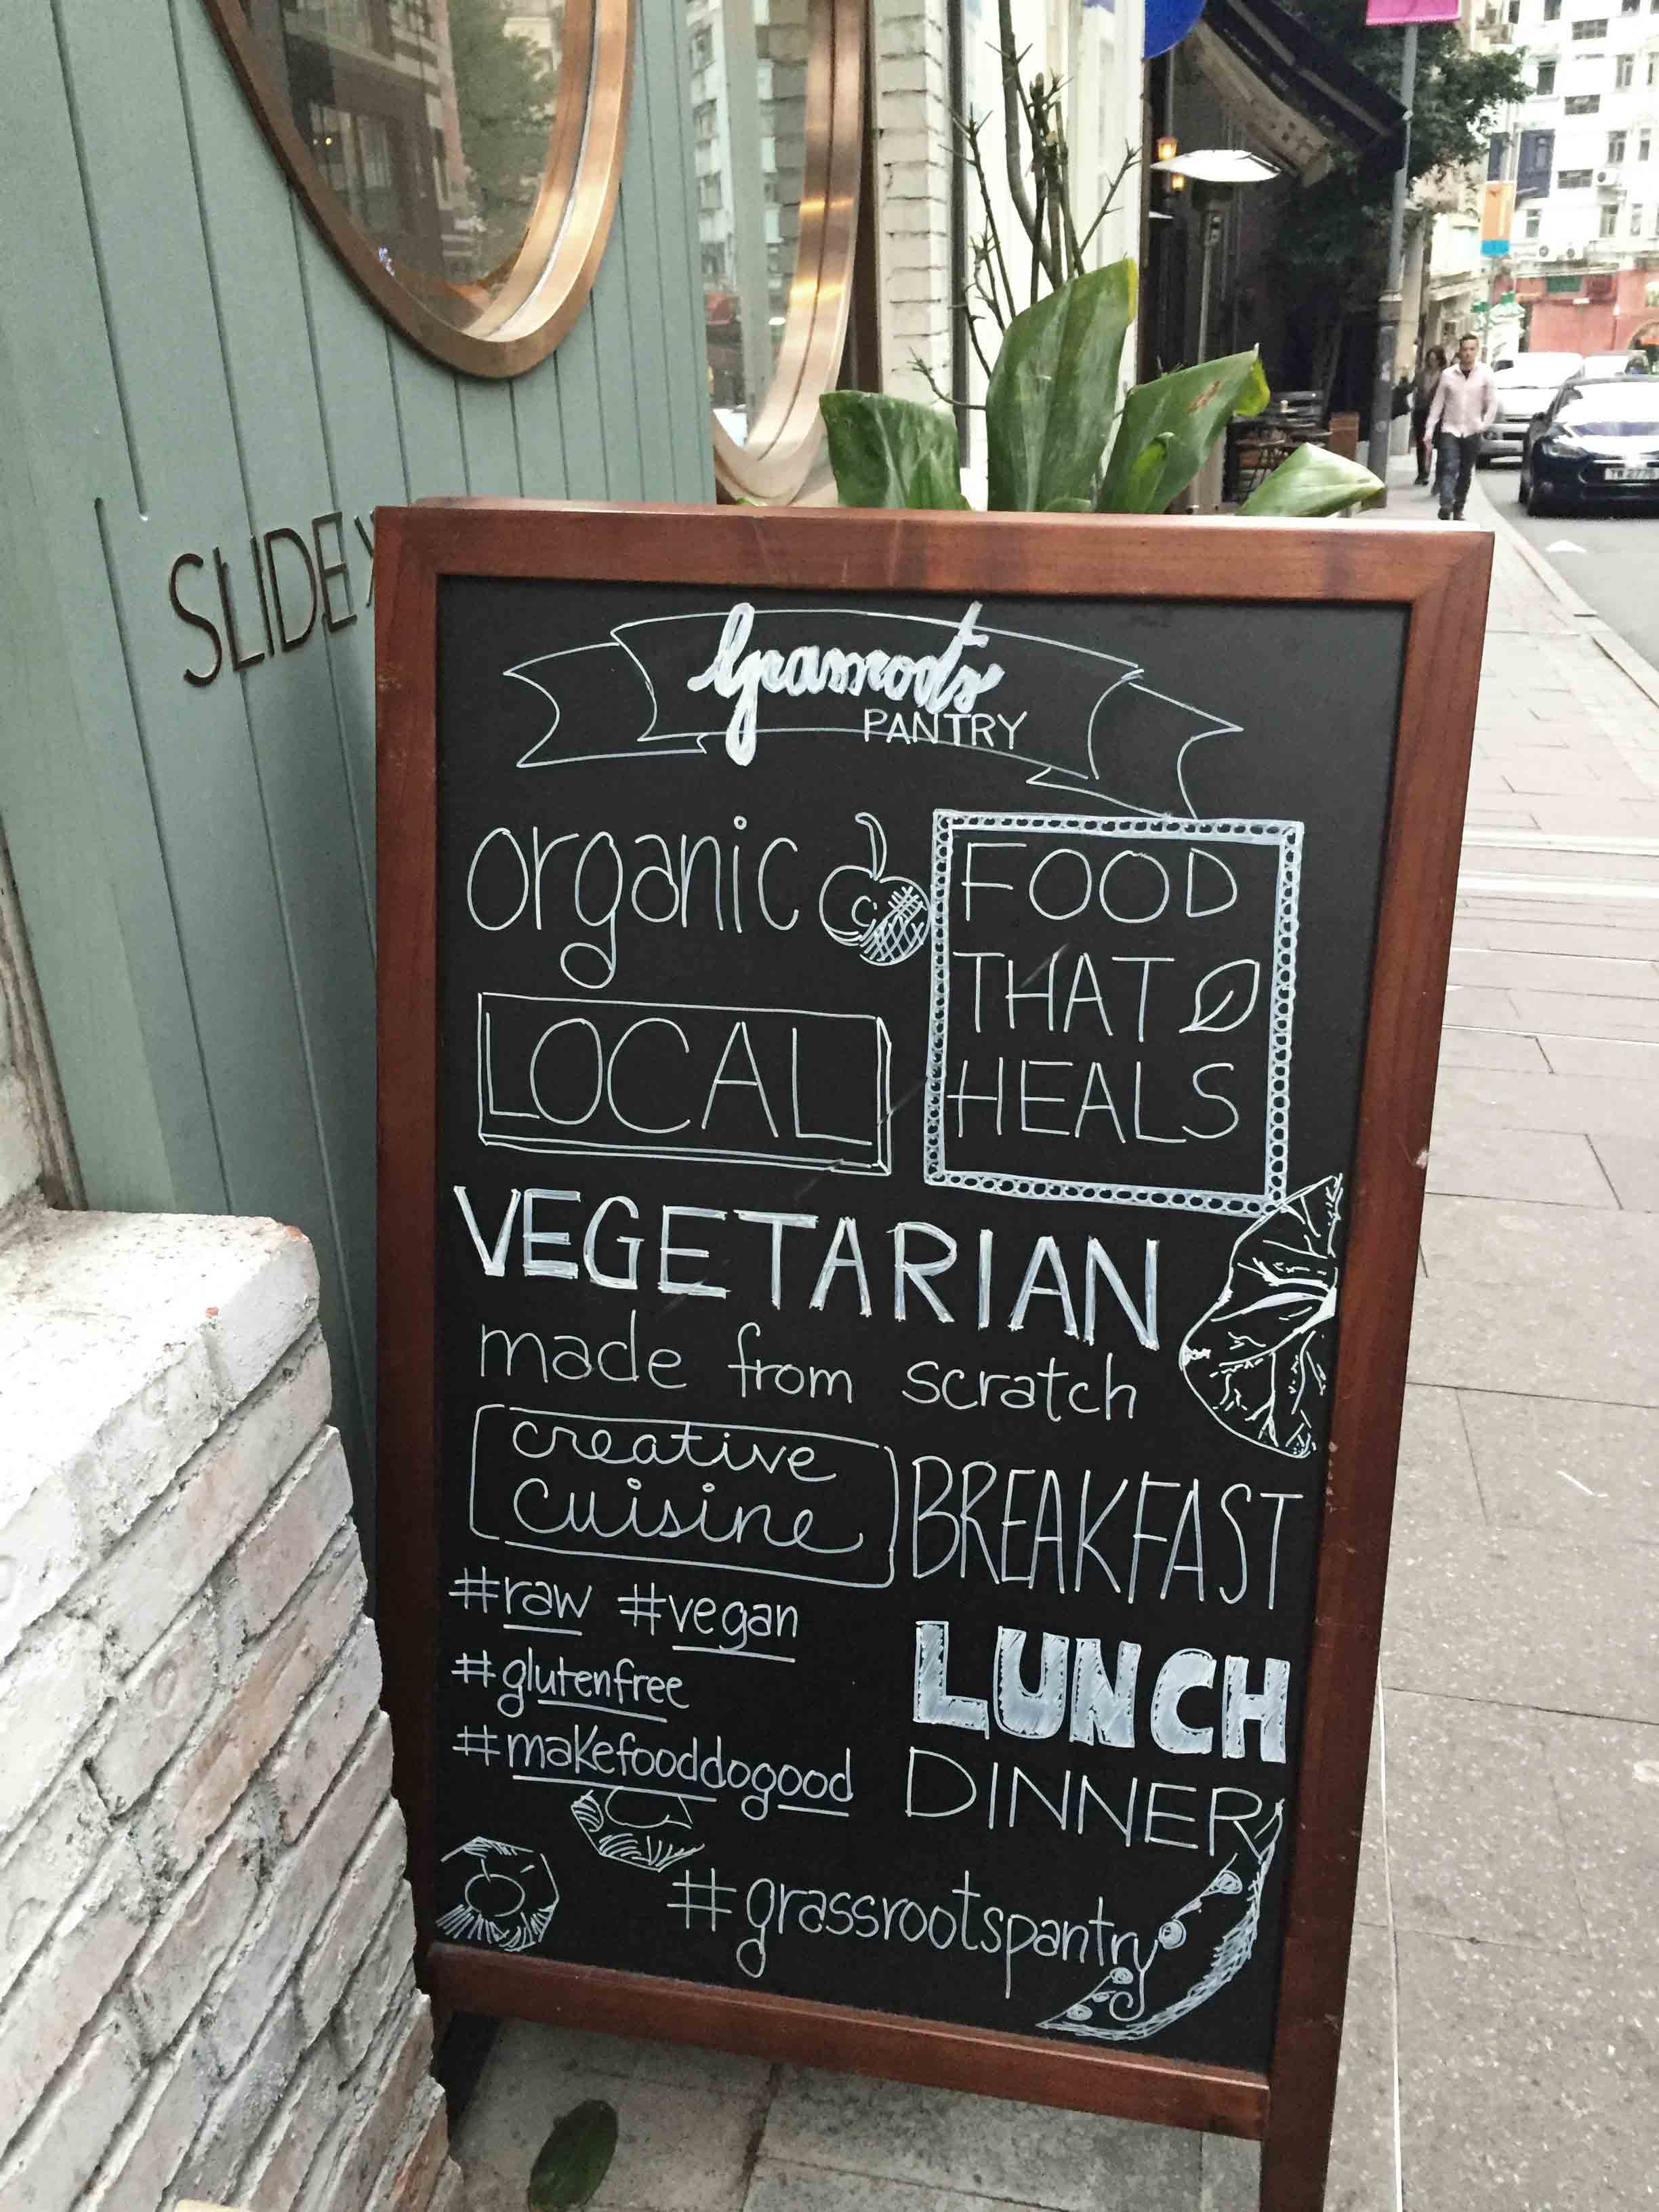 SLIDE
Grassroots
PANTRY
organic
LOCAL
FOOD
THAT
HEALS
VEGETARIAN
made from scratch
creative
cuisine
BREAKFAST
LUNCH
DINNER
#raw #vegan
#glutenfree
#makefooddogood
#grassrootspantry